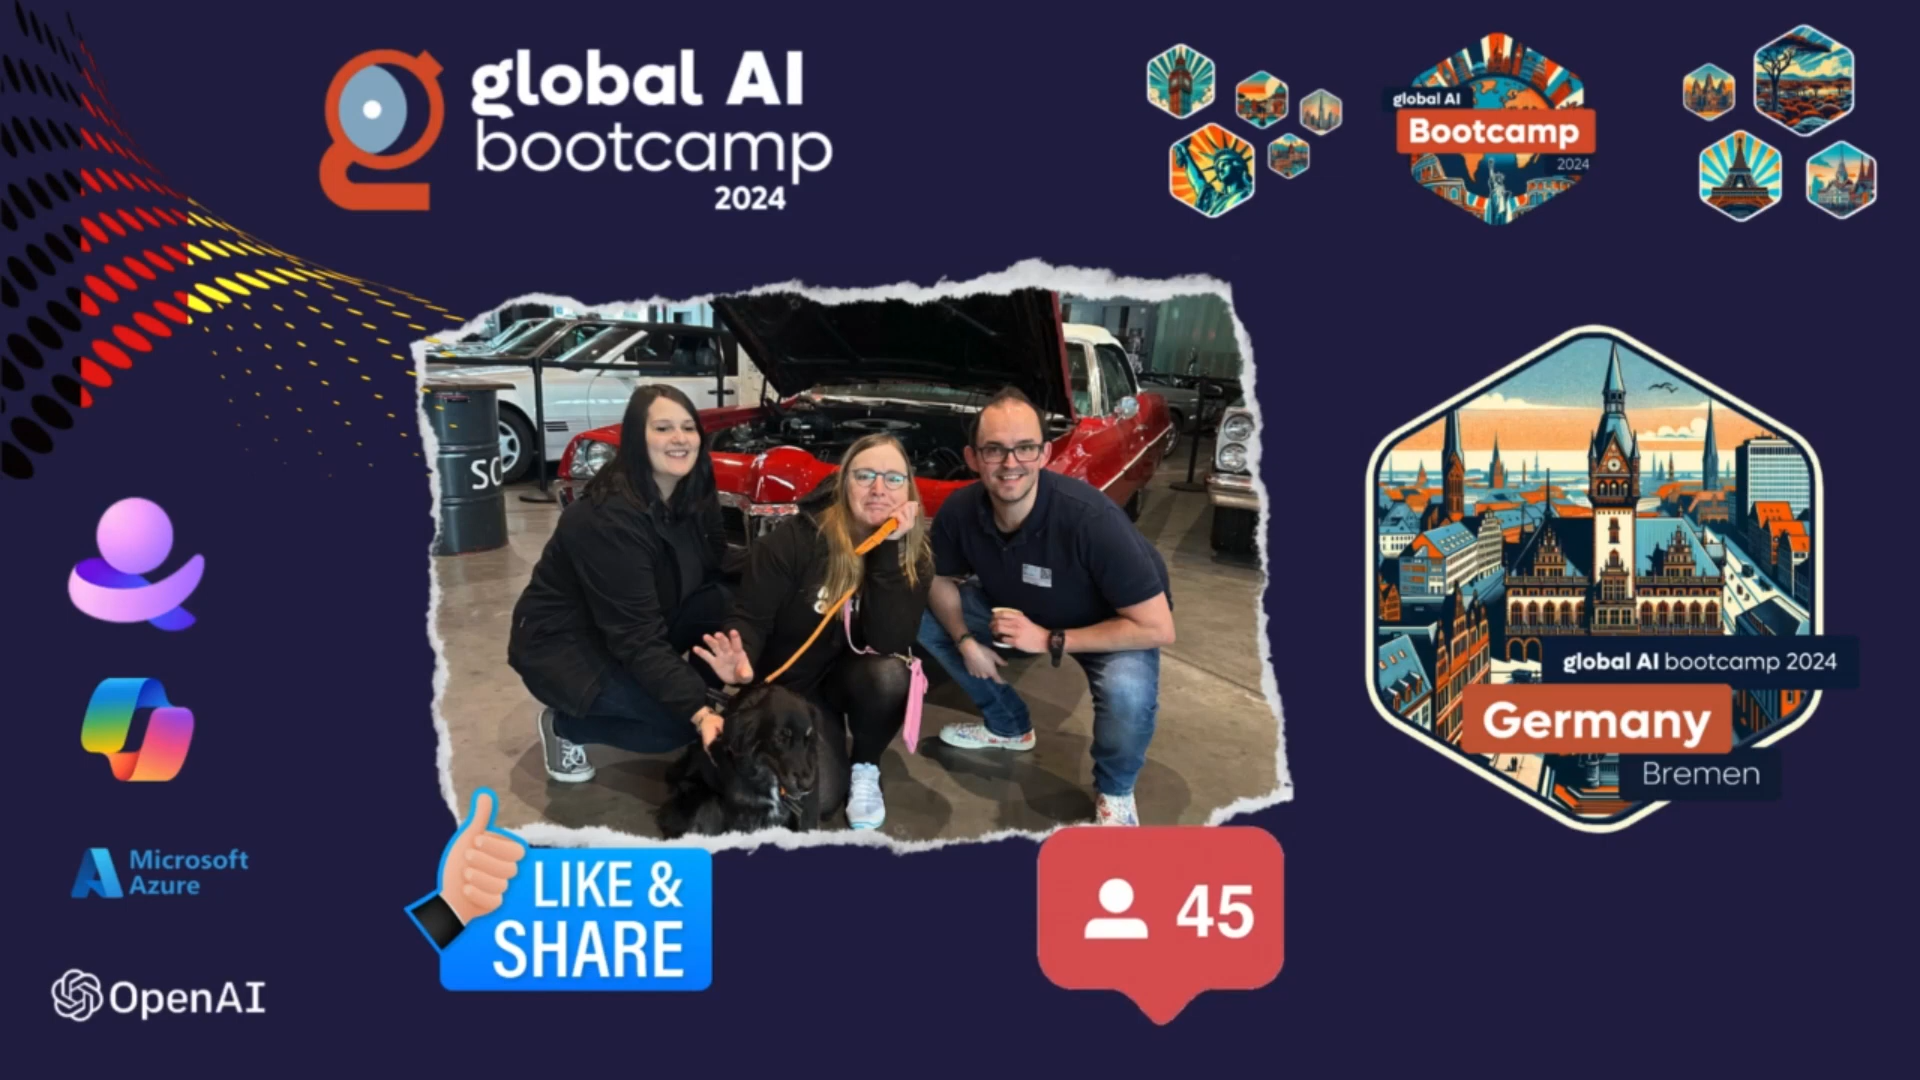 global AI
bootcamp
2024
global AI
Bootcamp
2024
SC
global AI bootcamp 2024
Germany
Bremen
LIKE &
SHARE
45
Microsoft
Azure
OpenAI